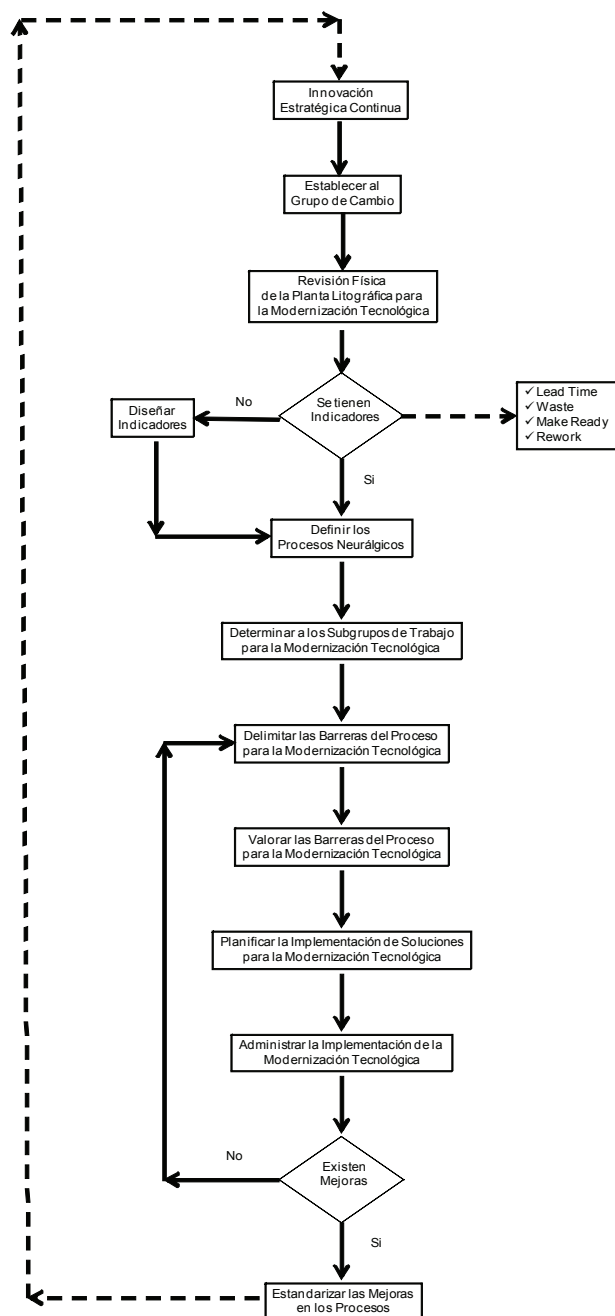 Innovación
Estratégica Continua
Establecer al
Grupo de Cambio
Revisión Física
de la Planta Litográfica para
la Modernización Tecnológica
Se tienen
Indicadores
No
Diseñar
Indicadores
✓ Lead Time
✓ Waste
✓ Make Ready
✓ Rework
Si
Definir los
Procesos Neurálgicos
Determinar a los Subgrupos de Trabajo
para la Modernización Tecnológica
Delimitar las Barreras del Proceso
para la Modernización Tecnológica
Valorar las Barreras del Proceso
para la Modernización Tecnológica
Planificar la Implementación de Soluciones
para la Modernización Tecnológica
Administrar la Implementación de la
Modernización Tecnológica
No
Existen
Mejoras
Si
Estandarizar las Mejoras
en los Procesos